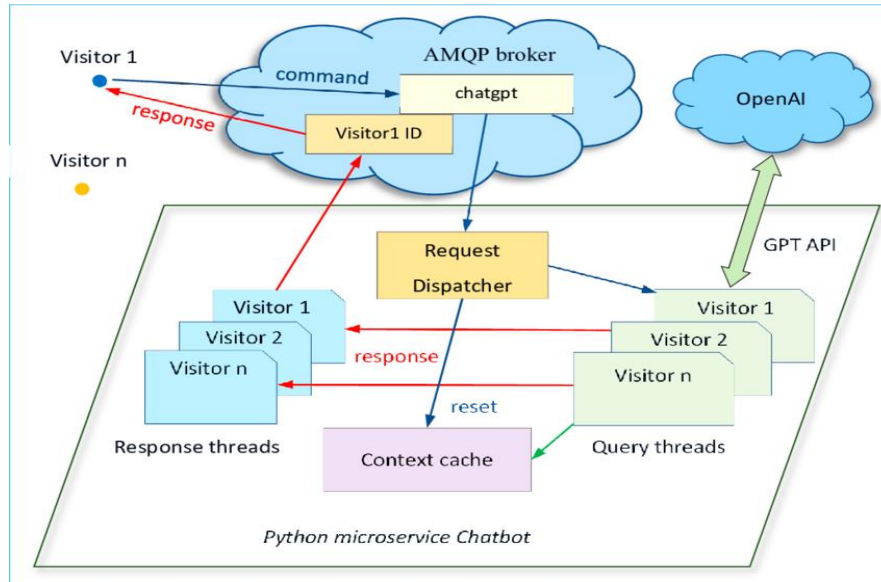 Visitor 1
AMQP broker
command
chatgpt
OpenAI
response
Visitor1 ID
Visitor n
Request
Dispatcher
GPT API
Visitor 1
Visitor 2
Visitor n
Visitor 1
Visitor 2
Visitor n
response
reset
Response threads
Context cache
Query threads
Python microservice Chatbot